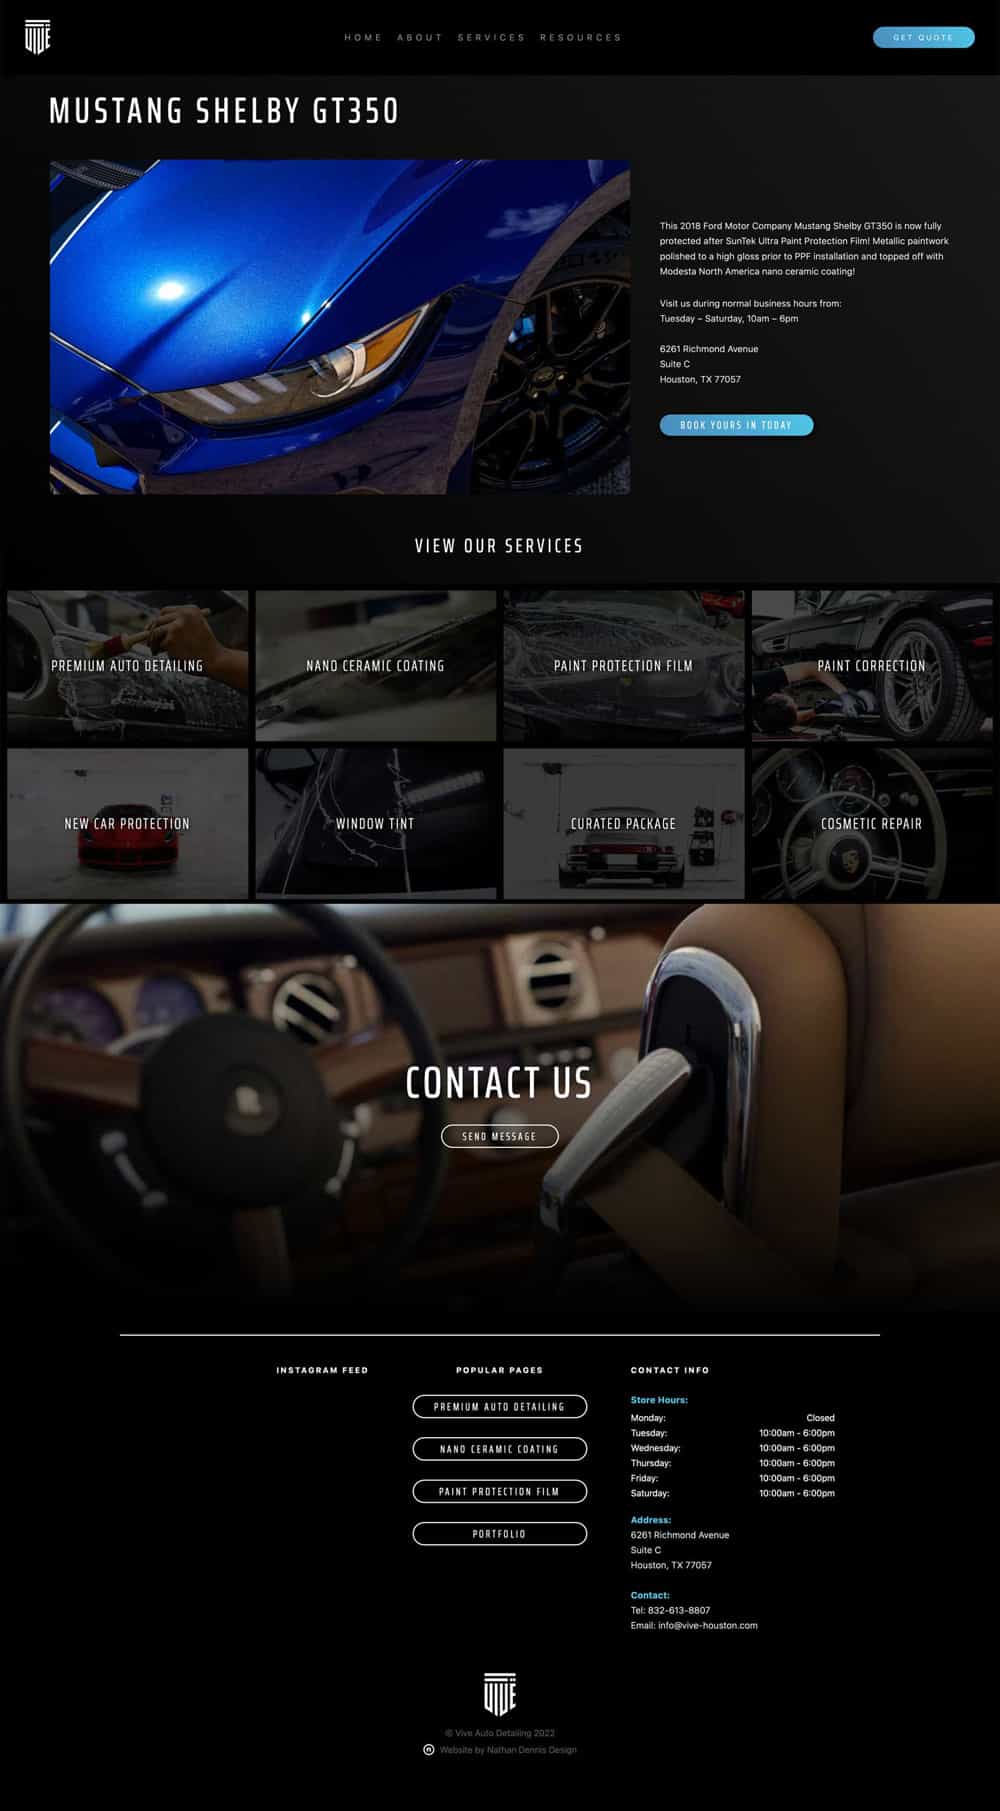 VIVE
HOME ABOUT SERVICES RESOURCES
GET QUOTE
MUSTANG SHELBY GT350
This 2018 Ford Motor Company Mustang Shelby GT350 is now fully
protected after SunTek Ultra Paint Protection Film! Metallic paintwork
polished to a high gloss prior to PPF installation and topped off with
Modesta North America nano ceramic coating!
Visit us during normal business hours from:
Tuesday – Saturday, 10am – 6pm
6261 Richmond Avenue
Suite C
Houston, TX 77057
BOOK YOURS IN TODAY
VIEW OUR SERVICES
PREMIUM AUTO DETAILING
NANO CERAMIC COATING
PAINT PROTECTION FILM
PAINT CORRECTION
NEW CAR PROTECTION
WINDOW TINT
CURATED PACKAGE
COSMETIC REPAIR
CONTACT US
SEND MESSAGE
INSTAGRAM FEED
POPULAR PAGES
PREMIUM AUTO DETAILING
NANO CERAMIC COATING
PAINT PROTECTION FILM
PORTFOLIO
CONTACT INFO
Store Hours:
Monday: Closed
Tuesday: 10:00am - 6:00pm
Wednesday: 10:00am - 6:00pm
Thursday: 10:00am - 6:00pm
Friday: 10:00am - 6:00pm
Saturday: 10:00am - 6:00pm
Address:
6261 Richmond Avenue
Suite C
Houston, TX 77057
Contact:
Tel: 832-613-8807
Email: info@vive-houston.com
VIVE
© Vive Auto Detailing 2022
Website by Nathan Dennis Design